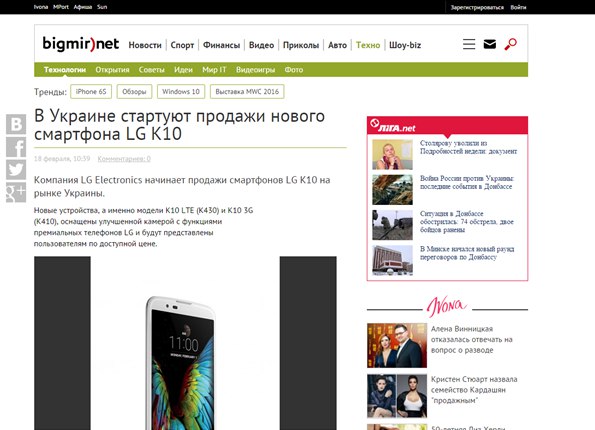 Ivona MPort Афиша Sun
Зарегистрироваться Войти
bigmir)net
Новости Спорт Финансы Видео Приколы Авто Техно Шоу-biz
Технологии Открытия Советы Идеи Мир IT Видеоигры Фото
Тренды: iPhone 6S Обзоры Windows 10 Выставка MWC 2016
В Украине стартуют продажи нового
смартфона LG K10
18 февраля, 10:59 Комментариев: 0
Компания LG Electronics начинает продажи смартфонов LG K10 на
рынке Украины.
Новые устройства, а именно модели K10 LTE (K430) и K10 3G
(K410), оснащены улучшенной камерой с функциями
премиальных телефонов LG и будут представлены
пользователям по доступной цене.
ЛІГА.net
Столярову уволили из
Подробностей недели: документ
Война России против Украины:
последние события в Донбассе
Ситуация в Донбассе
обострилась: 74 обстрела, двое
бойцов ранены
В Минске начался новый раунд
переговоров по Донбассу
Ivona
Алена Винницкая
отказалась отвечать на
вопрос о разводе
Кристен Стюарт назвала
семейство Кардашян
"продажным"
50-летняя Лиз Херли